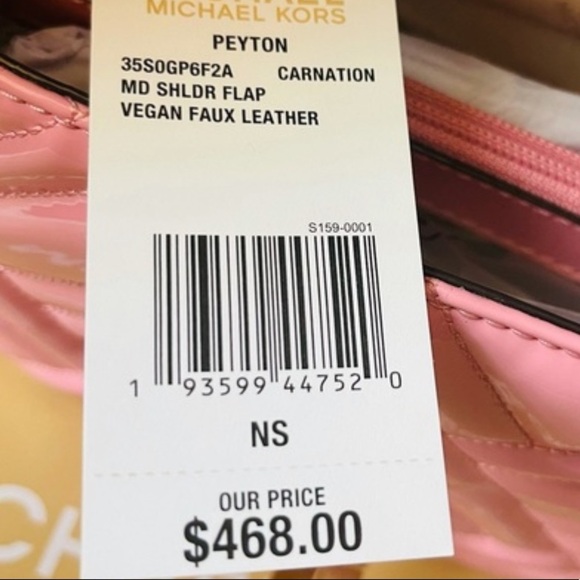 MICHAEL KORS
PEYTON
35S0GP6F2A CARNATION
MD SHLDR FLAP
VEGAN FAUX LEATHER
S159-0001
1 93599 44752 0
NS
OUR PRICE
$468.00